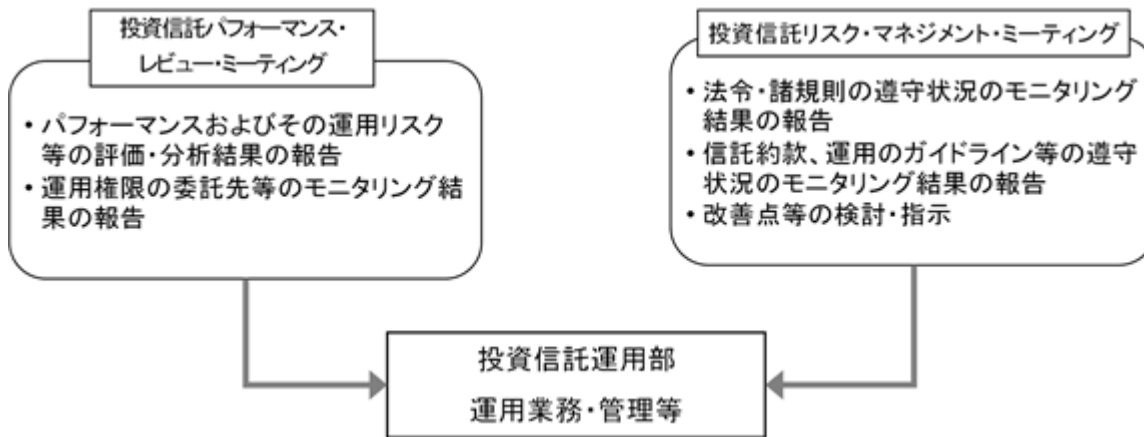 投資信託パフォーマンス・
レビュー・ミーティング
• パフォーマンスおよびその運用リスク
等の評価・分析結果の報告
• 運用権限の委託先等のモニタリング結
果の報告
投資信託リスク・マネジメント・ミーティング
• 法令・諸規則の遵守状況のモニタリング
結果の報告
• 信託約款、運用のガイドライン等の遵守
状況のモニタリング結果の報告
• 改善点等の検討・指示
投資信託運用部
運用業務・管理等